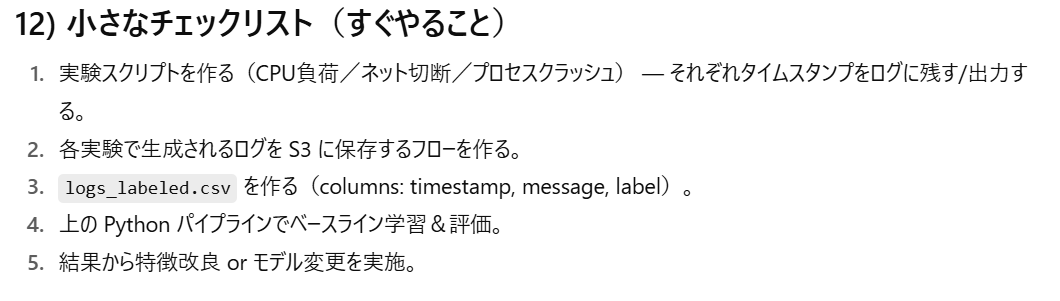 12) 小さなチェックリスト（すぐやること）
1. 実験スクリプトを作る（CPU負荷／ネット切断／プロセスクラッシュ） — それぞれタイムスタンプをログに残す/出力す
る。
2. 各実験で生成されるログを S3 に保存するフローを作る。
3. logs_labeled.csv を作る（columns: timestamp, message, label）。
4. 上の Python パイプラインでベースライン学習＆評価。
5. 結果から特徴改良 or モデル変更を実施。